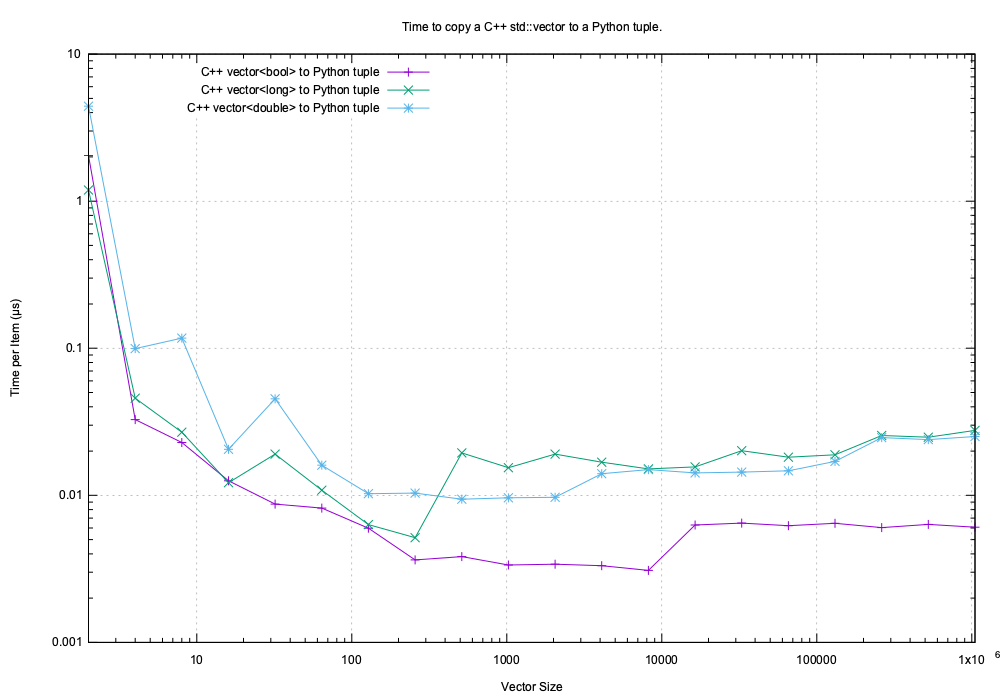 Time to copy a C++ std::vector to a Python tuple.
C++ vector<bool> to Python tuple
C++ vector<long> to Python tuple
C++ vector<double> to Python tuple
10
1
0.1
0.01
0.001
Time per Item (µs)
10 100 1000 10000 100000 1x10 6
Vector Size